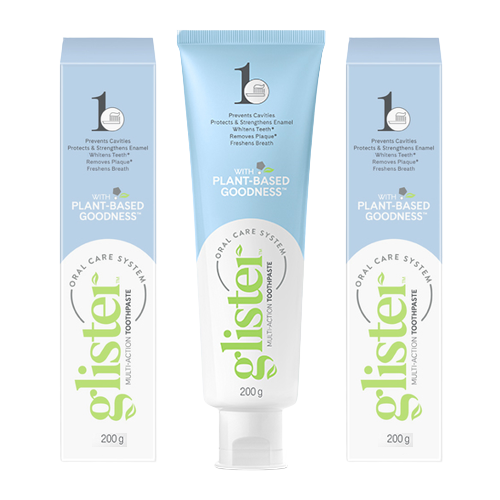 1
Prevents Cavities
Protects & Strengthens Enamel
Whitens Teeth*
Removes Plaque*
Freshens Breath
WITH
PLANT-BASED
GOODNESS™
ORAL CARE SYSTEM
glister™
MULTI-ACTION TOOTHPASTE
200 g
1
Prevents Cavities
Protects & Strengthens Enamel
Whitens Teeth*
Removes Plaque*
Freshens Breath
WITH
PLANT-BASED
GOODNESS™
ORAL CARE SYSTEM
glister™
MULTI-ACTION TOOTHPASTE
200 g
1
Prevents Cavities
Protects & Strengthens Enamel
Whitens Teeth*
Removes Plaque*
Freshens Breath
WITH
PLANT-BASED
GOODNESS™
ORAL CARE SYSTEM
glister™
MULTI-ACTION TOOTHPASTE
200 g